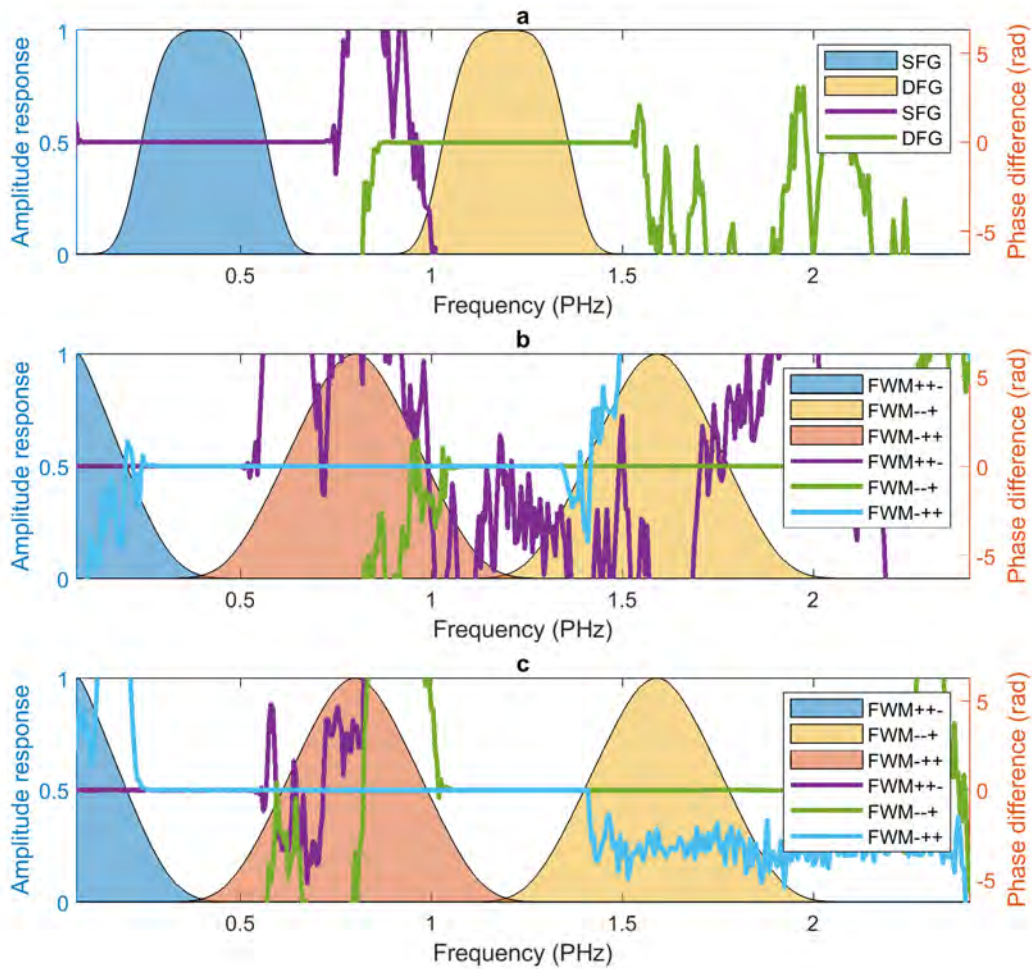 a
Amplitude response
1
0.5
0
0.5
1
1.5
2
Frequency (PHz)
5
0
-5
Phase difference (rad)
SFG
DFG
SFG
DFG
b
Amplitude response
1
0.5
0
0.5
1
1.5
2
Frequency (PHz)
5
0
-5
Phase difference (rad)
FWM++-
FWM--+
FWM-++
FWM++-
FWM--+
FWM-++
c
Amplitude response
1
0.5
0
0.5
1
1.5
2
Frequency (PHz)
5
0
-5
Phase difference (rad)
FWM++-
FWM--+
FWM-++
FWM++-
FWM--+
FWM-++